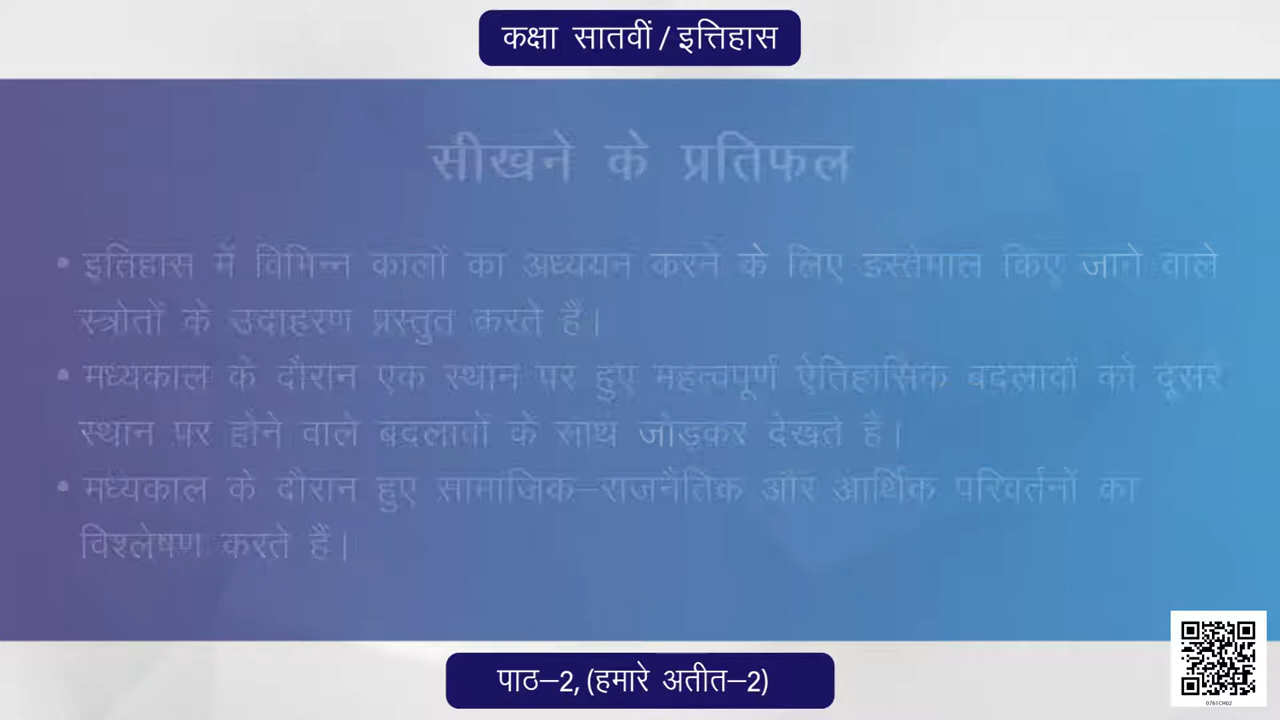 कक्षा सातवीं / इत्तिहास
सीखने के प्रतिफल
• इतिहास में विभिन्न कालों का अध्ययन करने के लिए इस्तेमाल किए जाने वाले
स्त्रोतों के उदाहरण प्रस्तुत करते हैं।
• मध्यकाल के दौरान एक स्थान पर हुए महत्वपूर्ण ऐतिहासिक बदलावों को दूसरे
स्थान पर होने वाले बदलावों के साथ जोड़कर देखते हैं।
• मध्यकाल के दौरान हुए सामाजिक–राजनैतिक और आर्थिक परिवर्तनों का
विश्लेषण करते हैं।
पाठ–2, (हमारे अतीत–2)
0761CH02